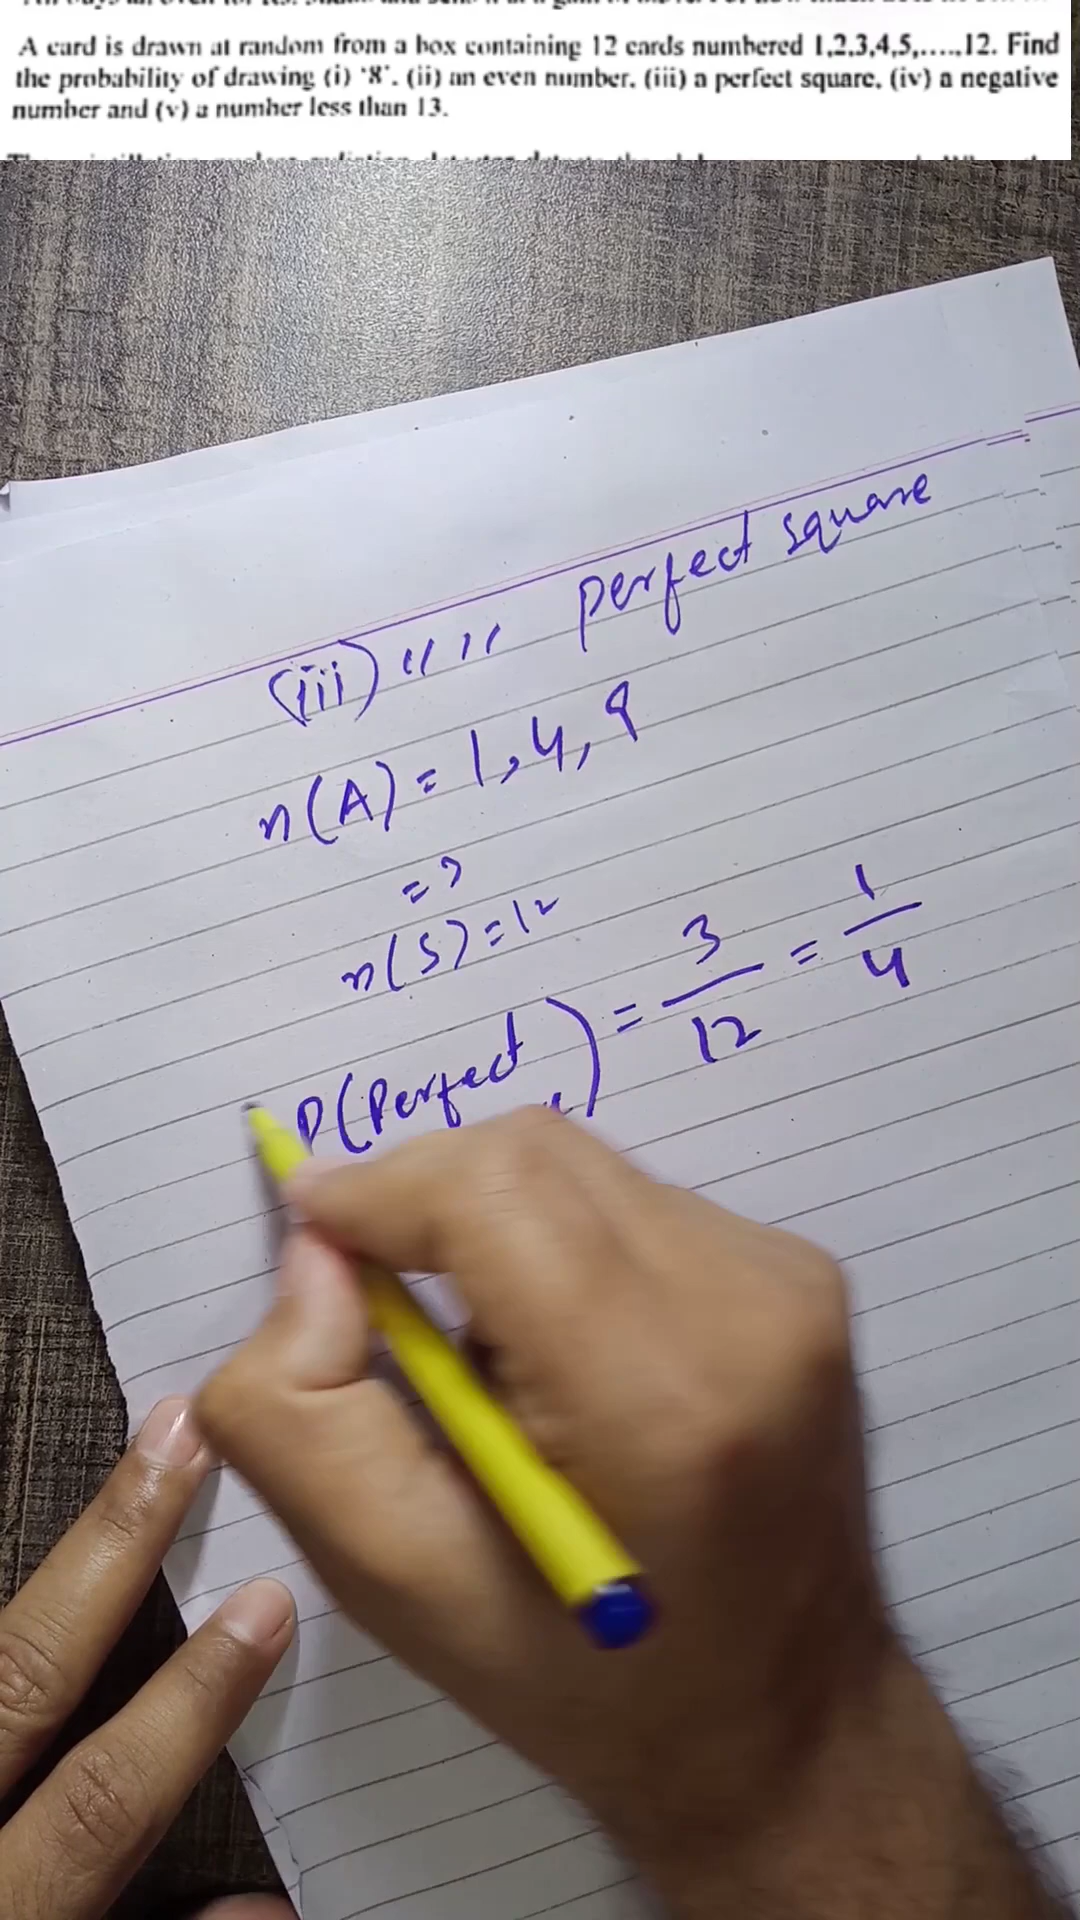 A card is drawn at random from a box containing 12 cards numbered 1,2,3,4,5,.....,12. Find
the probability of drawing (i) '8'. (ii) an even number. (iii) a perfect square. (iv) a negative
number and (v) a number less than 13.
(iii) " " perfect square
n(A) = 1, 4, 9
= 3
n(S) = 12
P(Perfect ) = 3/12 = 1/4